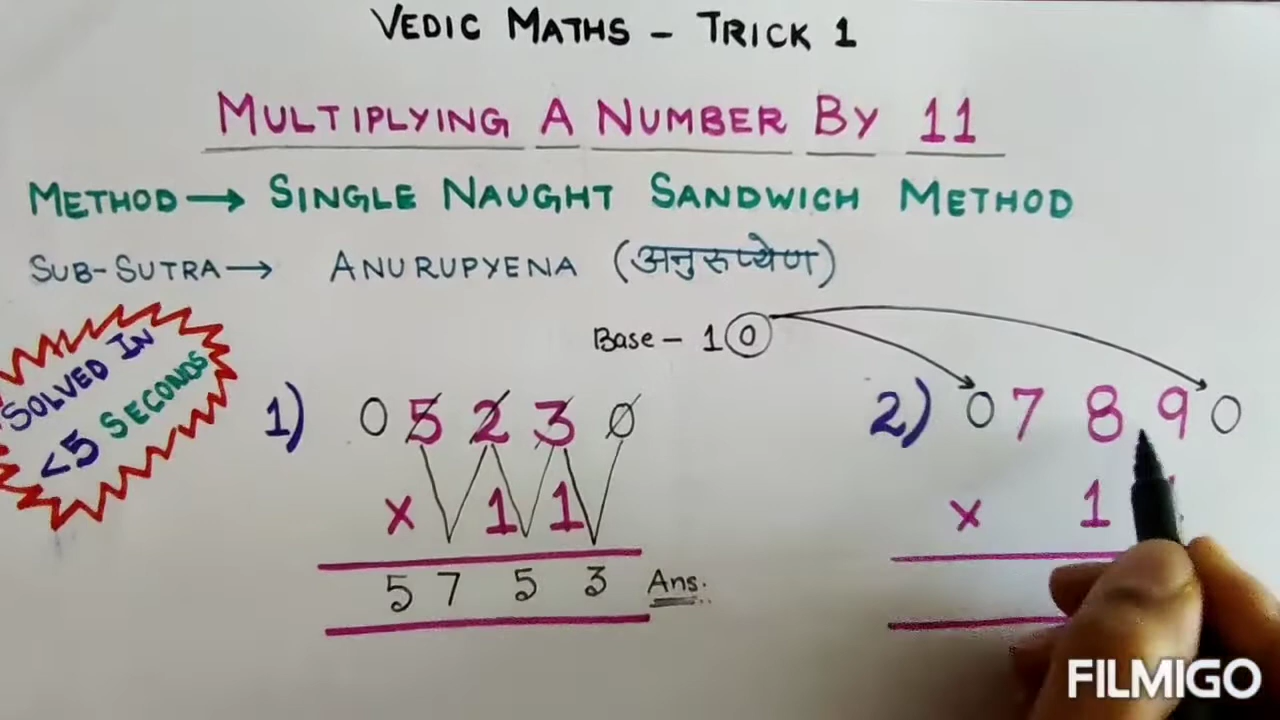 VEDIC MATHS - TRICK 1
MULTIPLYING A NUMBER BY 11
METHOD → SINGLE NAUGHT SANDWICH METHOD
SUB-SUTRA → ANURUPYENA (अनुरूप्येण)
SOLVED IN
<5 SECONDS
Base - 10
1) 0 5 2 3 0
x 1 1
5 7 5 3 Ans.
2) 0 7 8 9 0
x 1
FILMIGO